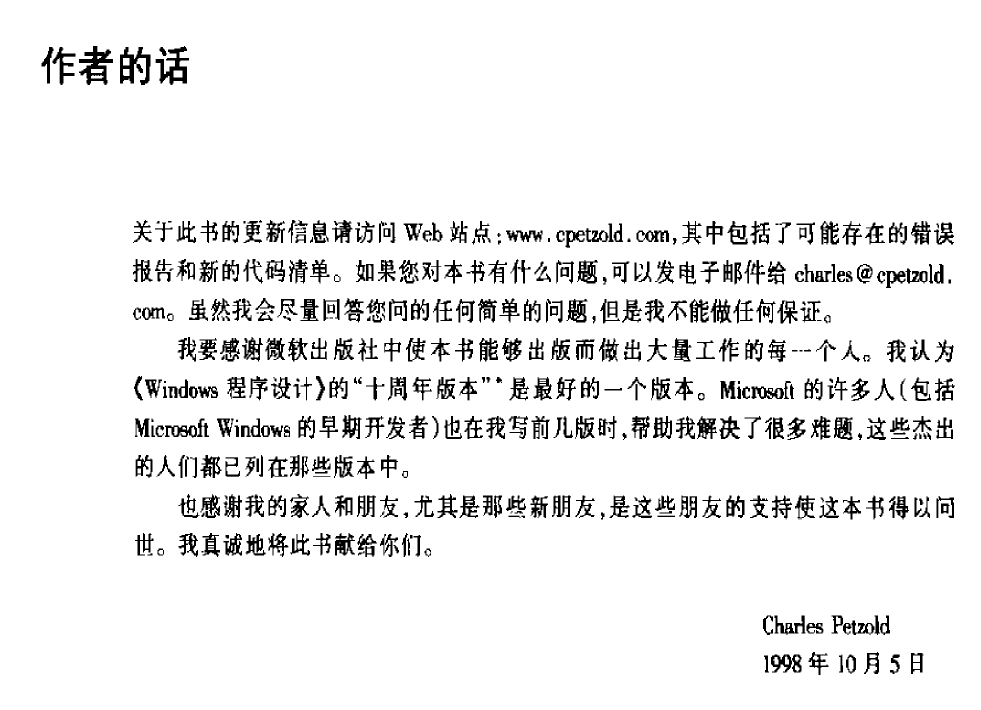 作者的话
关于此书的更新信息请访问 Web 站点:www.cpetzold.com,其中包括了可能存在的错误
报告和新的代码清单。如果您对本书有什么问题,可以发电子邮件给 charles@cpetzold.
com。虽然我会尽量回答您问的任何简单的问题,但是我不能做任何保证。
我要感谢微软出版社中使本书能够出版而做出大量工作的每一个人。我认为
《Windows 程序设计》的“十周年版本”*是最好的一个版本。Microsoft 的许多人(包括
Microsoft Windows 的早期开发者)也在我写前几版时,帮助我解决了很多难题,这些杰出
的人们都已列在那些版本中。
也感谢我的家人和朋友,尤其是那些新朋友,是这些朋友的支持使这本书得以问
世。我真诚地将此书献给你们。
Charles Petzold
1998 年 10 月 5 日